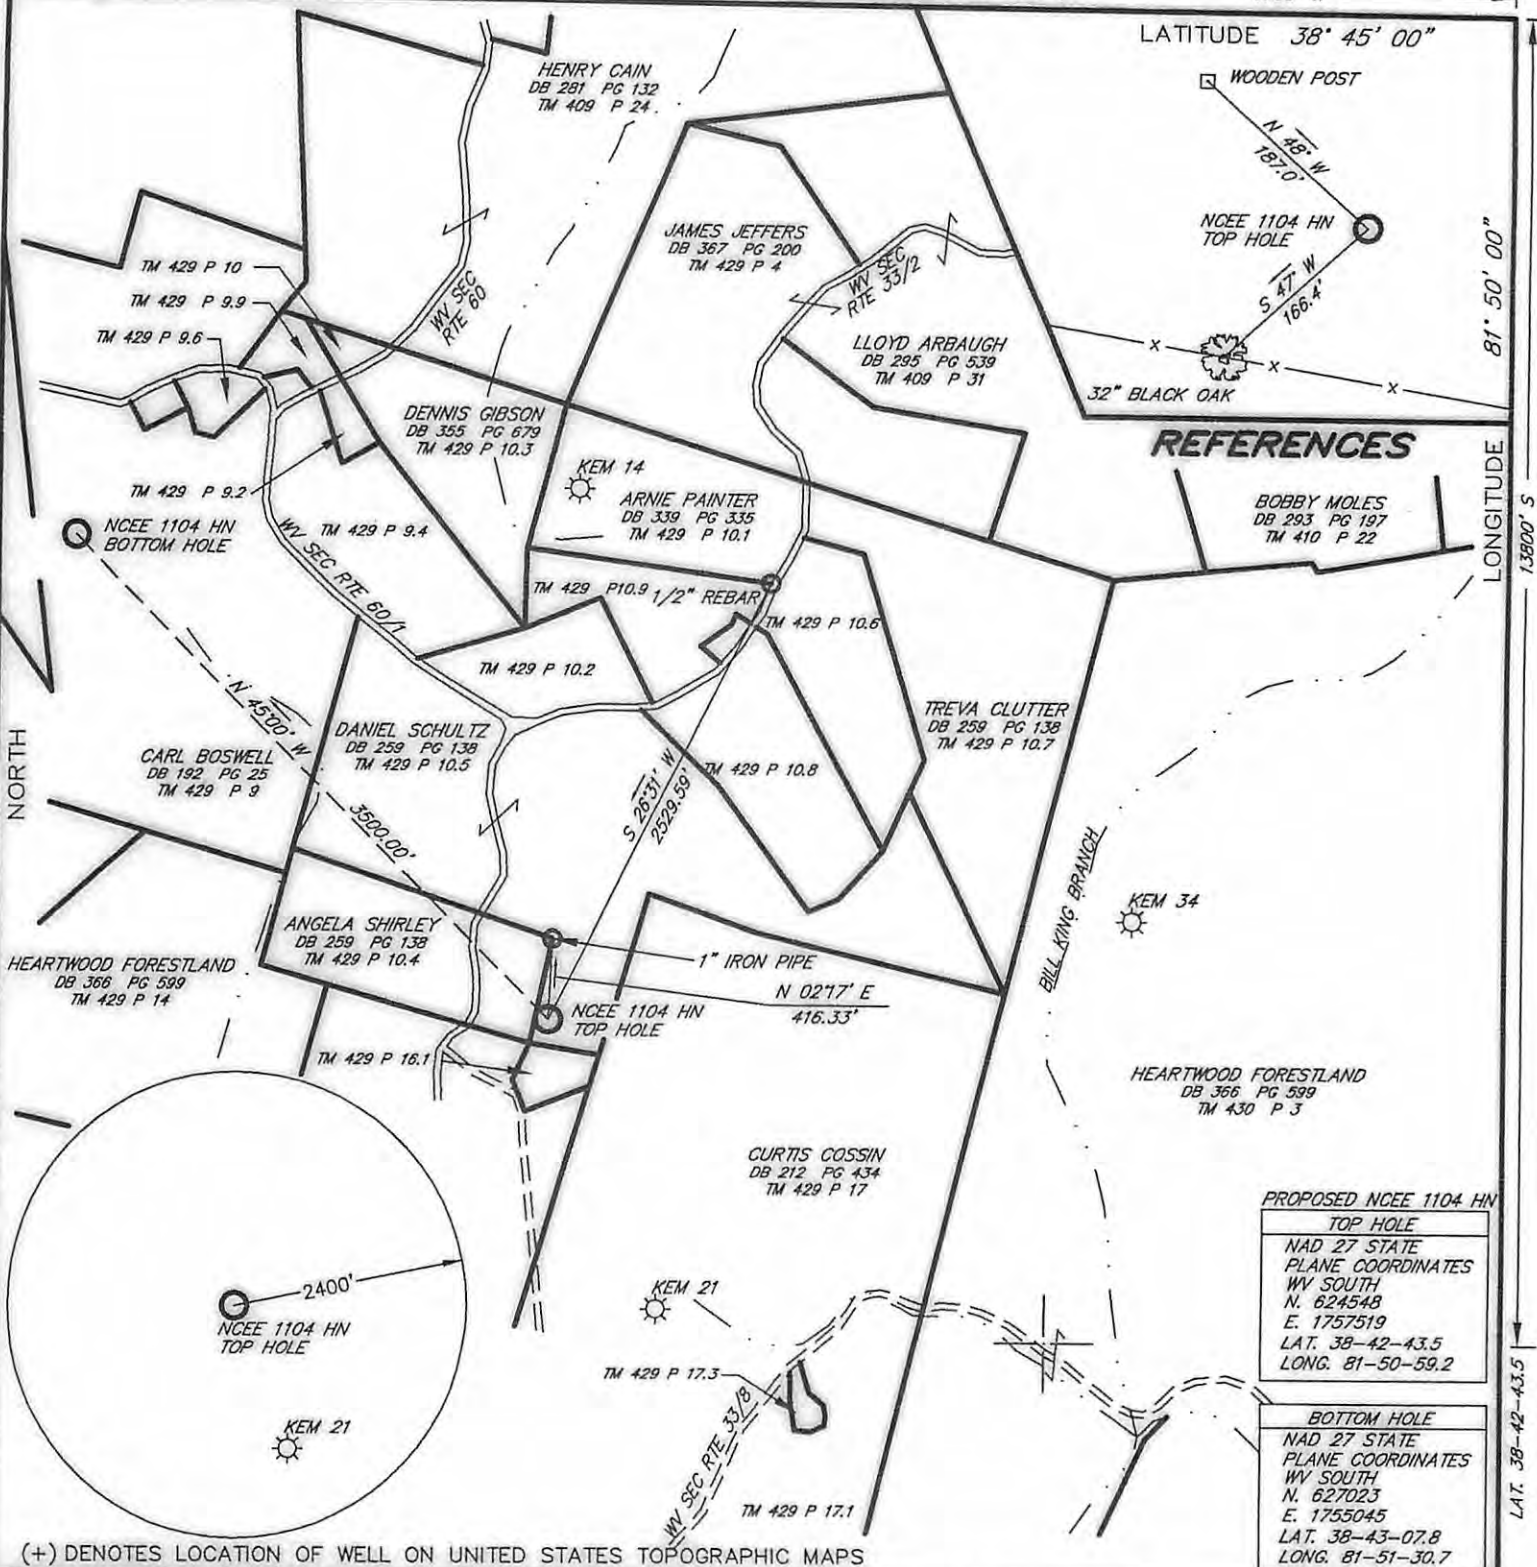 LATITUDE 38° 45' 00"
WOODEN POST
N 48° W
187.0'
NCEE 1104 HN
TOP HOLE
S 47° W
166.4'
32" BLACK OAK
REFERENCES
81° 50' 00"
LONGITUDE
13800' S
LAT. 38-42-43.5
HENRY CAIN
DB 281 PG 132
TM 409 P 24
JAMES JEFFERS
DB 367 PG 200
TM 429 P 4
WV SEC
RTE 33/2
LLOYD ARBAUGH
DB 295 PG 539
TM 409 P 31
TM 429 P 10
TM 429 P 9.9
TM 429 P 9.6
WV SEC
RTE 60
DENNIS GIBSON
DB 355 PG 679
TM 429 P 10.3
KEM 14
ARNIE PAINTER
DB 339 PG 335
TM 429 P 10.1
BOBBY MOLES
DB 293 PG 197
TM 410 P 22
TM 429 P 9.2
NCEE 1104 HN
BOTTOM HOLE
TM 429 P 9.4
WV SEC RTE 60/1
TM 429 P10.9
1/2" REBAR
TM 429 P 10.6
TM 429 P 10.2
N 45°00' W
3500.00'
NORTH
CARL BOSWELL
DB 192 PG 25
TM 429 P 9
DANIEL SCHULTZ
DB 259 PG 138
TM 429 P 10.5
S 26°31' W
2529.59'
TM 429 P 10.8
TREVA CLUTTER
DB 259 PG 138
TM 429 P 10.7
BILL KING BRANCH
KEM 34
ANGELA SHIRLEY
DB 259 PG 138
TM 429 P 10.4
1" IRON PIPE
N 02°17' E
416.33'
NCEE 1104 HN
TOP HOLE
HEARTWOOD FORESTLAND
DB 366 PG 599
TM 429 P 14
TM 429 P 16.1
HEARTWOOD FORESTLAND
DB 366 PG 599
TM 430 P 3
CURTIS COSSIN
DB 212 PG 434
TM 429 P 17
2400'
NCEE 1104 HN
TOP HOLE
KEM 21
KEM 21
TM 429 P 17.3
WV SEC RTE 33/8
TM 429 P 17.1
PROPOSED NCEE 1104 HN
TOP HOLE
NAD 27 STATE
PLANE COORDINATES
WV SOUTH
N. 624548
E. 1757519
LAT. 38-42-43.5
LONG. 81-50-59.2
BOTTOM HOLE
NAD 27 STATE
PLANE COORDINATES
WV SOUTH
N. 627023
E. 1755045
LAT. 38-43-07.8
LONG. 81-51-30.7
(+) DENOTES LOCATION OF WELL ON UNITED STATES TOPOGRAPHIC MAPS